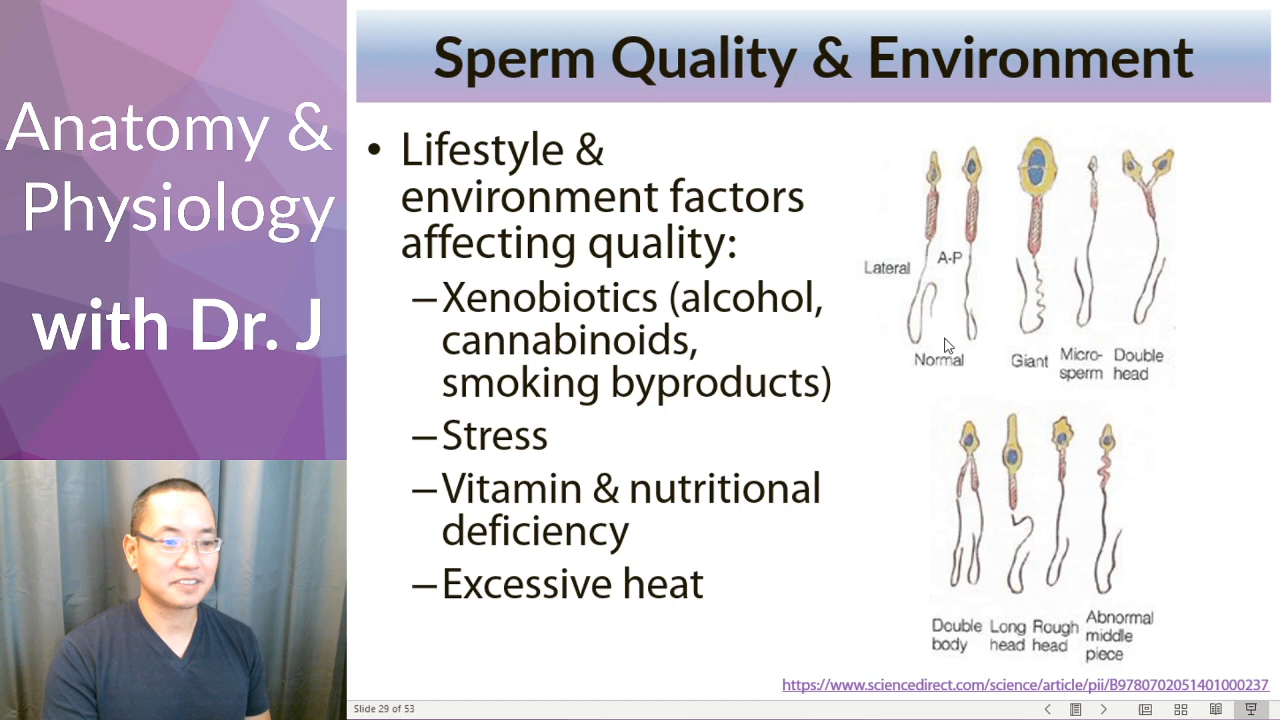 Anatomy &
Physiology
with Dr. J
Sperm Quality & Environment
• Lifestyle &
environment factors
affecting quality:
–Xenobiotics (alcohol,
cannabinoids,
smoking byproducts)
–Stress
–Vitamin & nutritional
deficiency
–Excessive heat
Lateral
A-P
Normal
Giant
Micro-
sperm
Double
head
Double
body
Long
head
Rough
head
Abnormal
middle
piece
https://www.sciencedirect.com/science/article/pii/B9780702051401000237
Slide 29 of 53